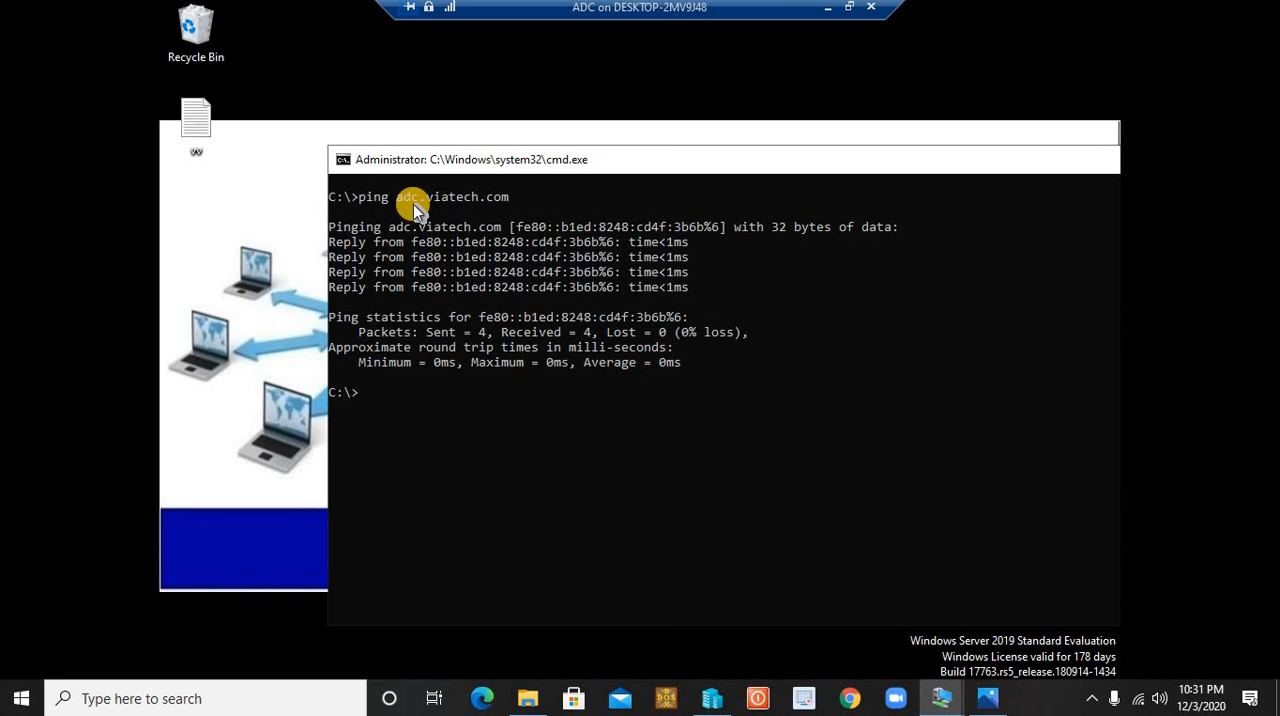 ADC on DESKTOP-2MV9J48
Recycle Bin
Administrator: C:\Windows\system32\cmd.exe
C:\>ping adc.viatech.com
Pinging adc.viatech.com [fe80::b1ed:8248:cd4f:3b6b%6] with 32 bytes of data:
Reply from fe80::b1ed:8248:cd4f:3b6b%6: time<1ms
Reply from fe80::b1ed:8248:cd4f:3b6b%6: time<1ms
Reply from fe80::b1ed:8248:cd4f:3b6b%6: time<1ms
Reply from fe80::b1ed:8248:cd4f:3b6b%6: time<1ms
Ping statistics for fe80::b1ed:8248:cd4f:3b6b%6:
Packets: Sent = 4, Received = 4, Lost = 0 (0% loss),
Approximate round trip times in milli-seconds:
Minimum = 0ms, Maximum = 0ms, Average = 0ms
C:\>
Windows Server 2019 Standard Evaluation
Windows License valid for 178 days
Build 17763.rs5_release.180914-1434
Type here to search
10:31 PM
12/3/2020